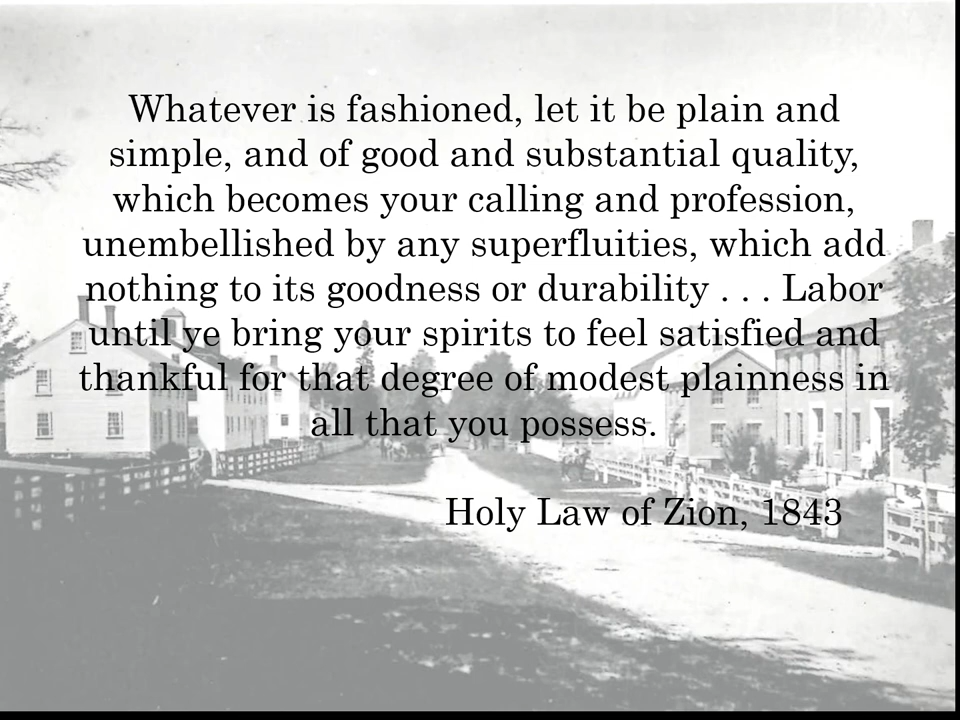 Whatever is fashioned, let it be plain and
simple, and of good and substantial quality,
which becomes your calling and profession,
unembellished by any superfluities, which add
nothing to its goodness or durability . . . Labor
until ye bring your spirits to feel satisfied and
thankful for that degree of modest plainness in
all that you possess.
Holy Law of Zion, 1843